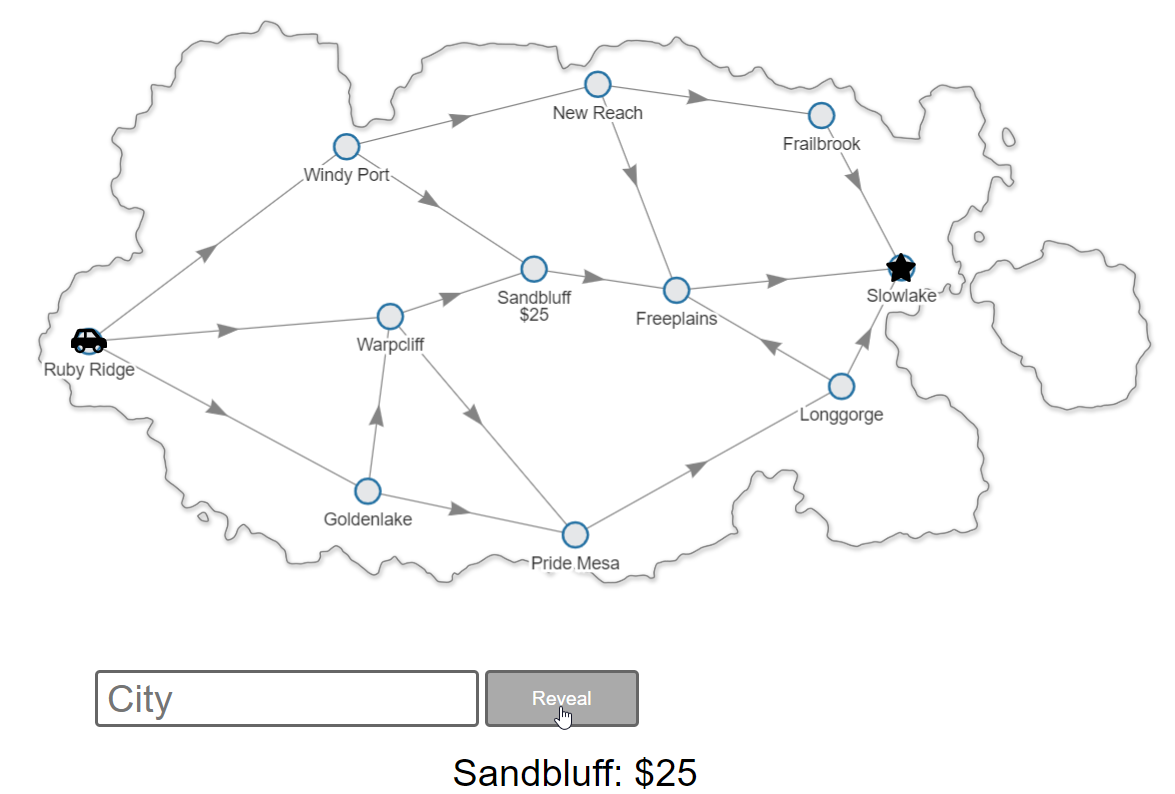 New Reach
Frailbrook
Windy Port
Sandbluff
$25
Slowlake
Freeplains
Warpcliff
Ruby Ridge
Longgorge
Goldenlake
Pride Mesa
City
Reveal
Sandbluff: $25